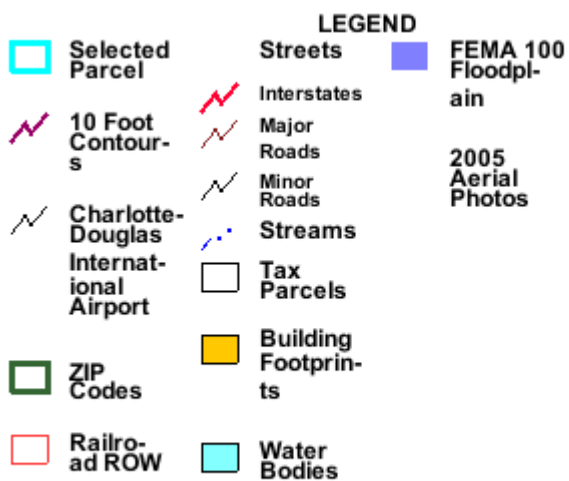 LEGEND
Selected
Parcel
10 Foot
Contour-
s
Charlotte-
Douglas
Internat-
ional
Airport
ZIP
Codes
Railro-
ad ROW
Streets
Interstates
Major
Roads
Minor
Roads
Streams
Tax
Parcels
Building
Footprin-
ts
Water
Bodies
FEMA 100
Floodpl-
ain
2005
Aerial
Photos